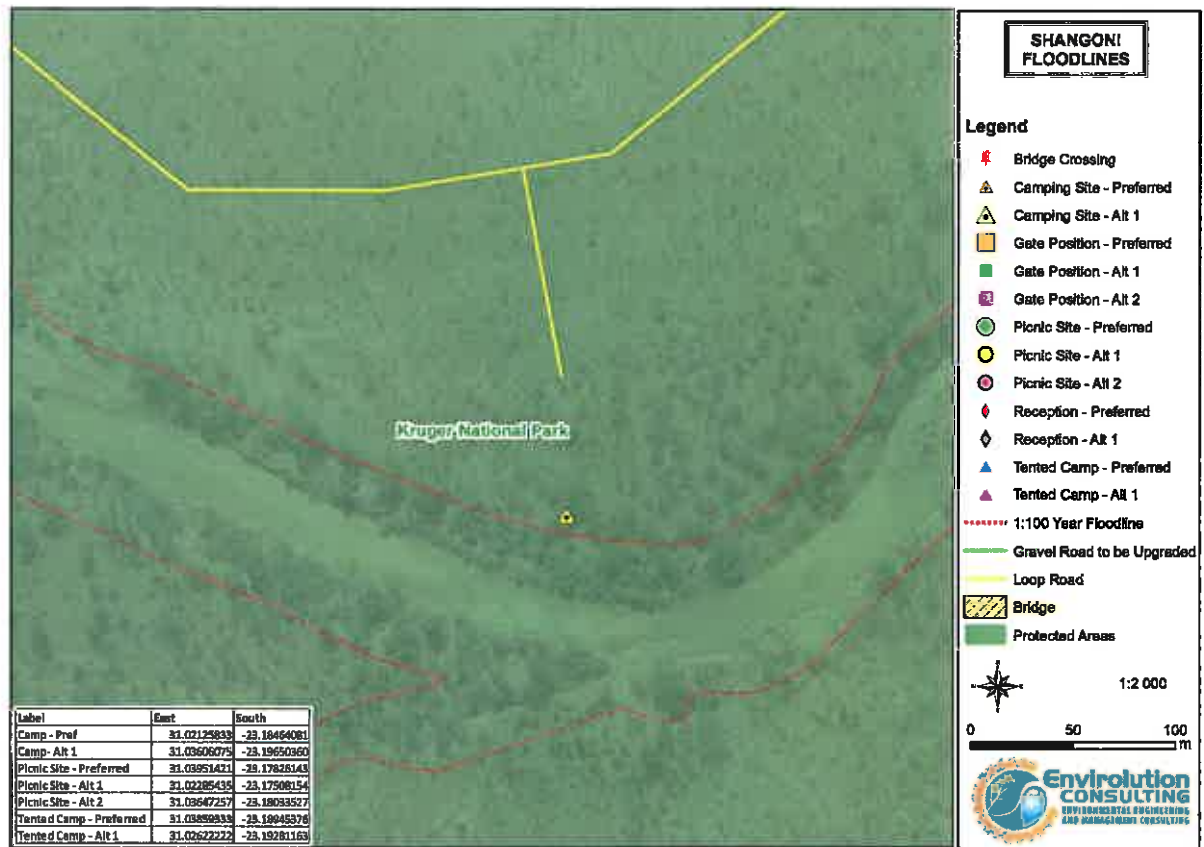 SHANGONI
FLOODLINES
Legend
Bridge Crossing
Camping Site - Preferred
Camping Site - Alt 1
Gate Position - Preferred
Gate Position - Alt 1
Gate Position - Alt 2
Picnic Site - Preferred
Picnic Site - Alt 1
Picnic Site - Alt 2
Reception - Preferred
Reception - Alt 1
Tented Camp - Preferred
Tented Camp - Alt 1
1:100 Year Floodline
Gravel Road to be Upgraded
Loop Road
Bridge
Protected Areas
1:2 000
0 50 100
m
Envirolution
CONSULTING
ENVIRONMENTAL ENGINEERING
AND MANAGEMENT CONSULTING
Kruger National Park
Label East South
Camp - Pref 31.02125833 -23.18464081
Camp- Alt 1 31.03606075 -23.19650360
Picnic Site - Preferred 31.03951421 -23.17826143
Picnic Site - Alt 1 31.02285435 -23.17508154
Picnic Site - Alt 2 31.03647257 -23.18033527
Tented Camp - Preferred 31.03859333 -23.18945376
Tented Camp - Alt 1 31.02622222 -23.19281163